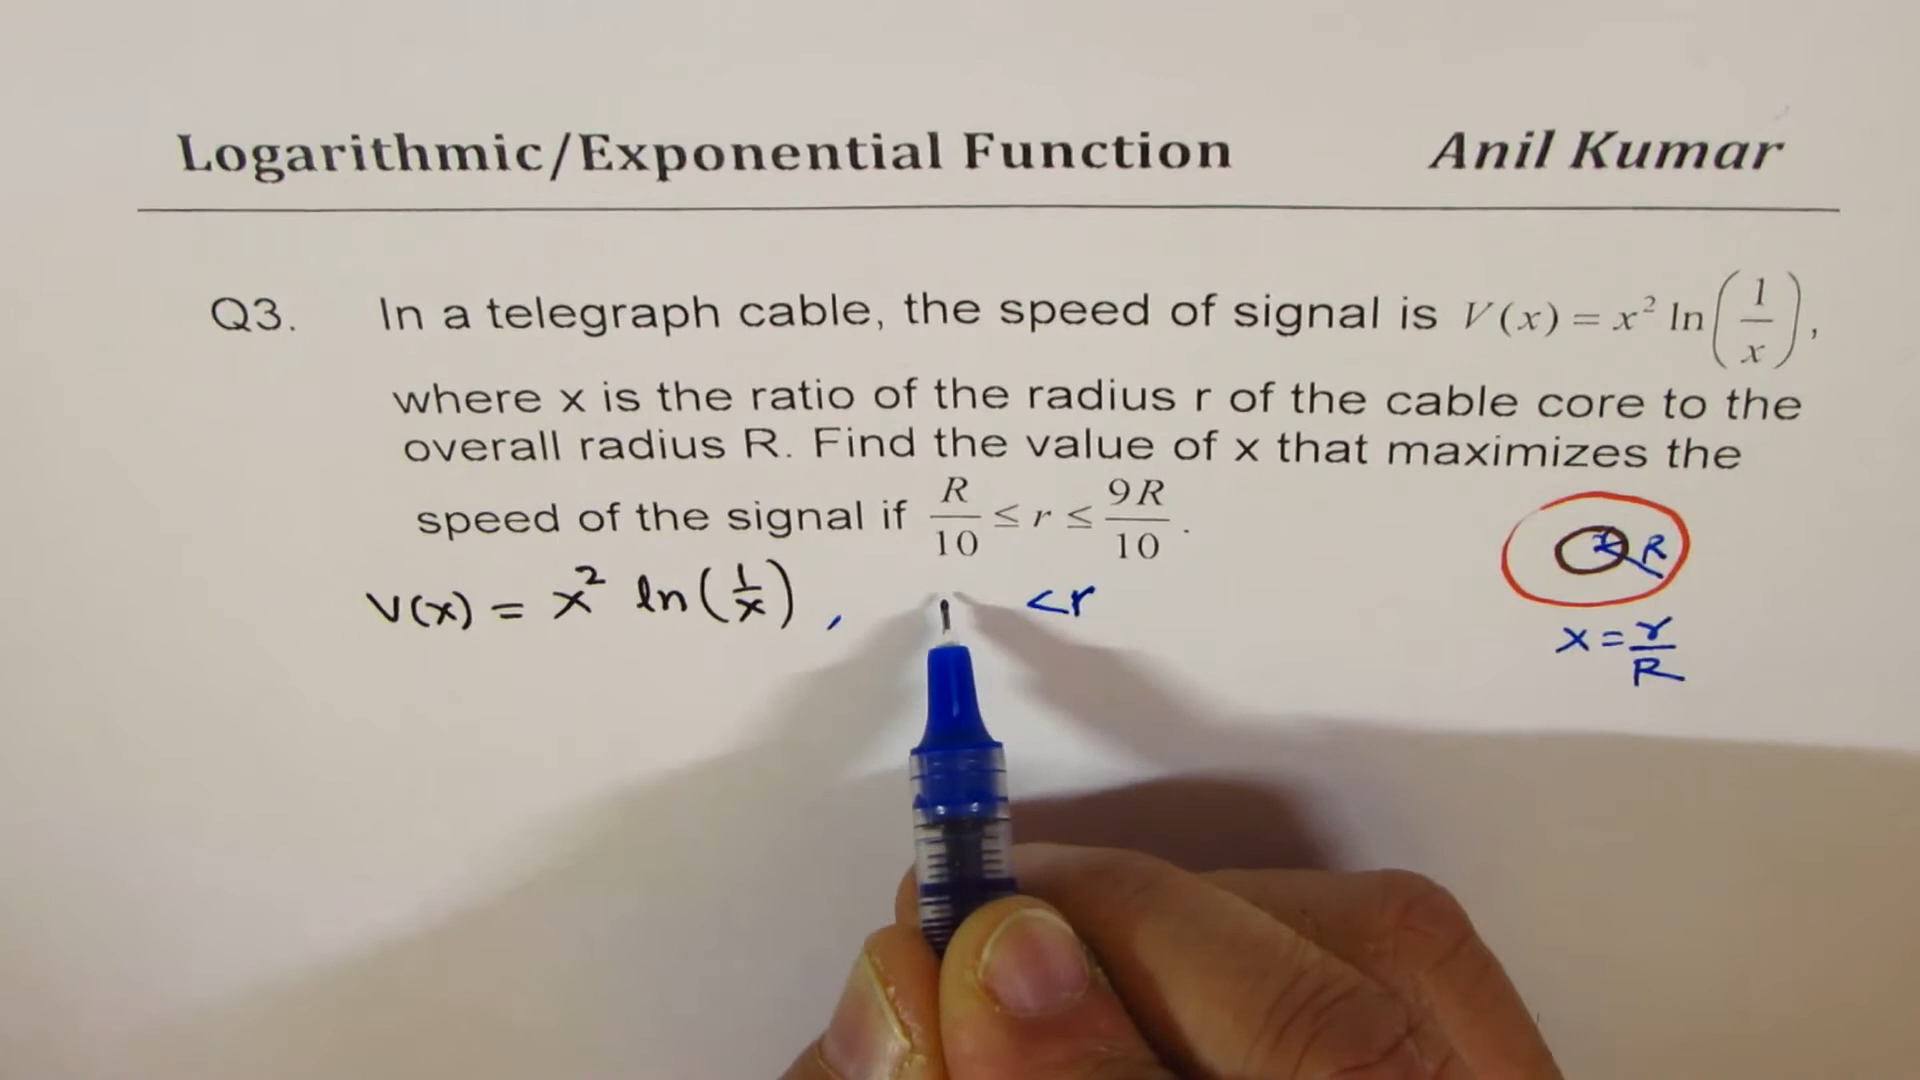 Logarithmic/Exponential Function Anil Kumar
Q3. In a telegraph cable, the speed of signal is V(x) = x² ln(1/x),
where x is the ratio of the radius r of the cable core to the
overall radius R. Find the value of x that maximizes the
speed of the signal if R/10 ≤ r ≤ 9R/10.
V(x) = x² ln(1/x), <r
R
x = r/R